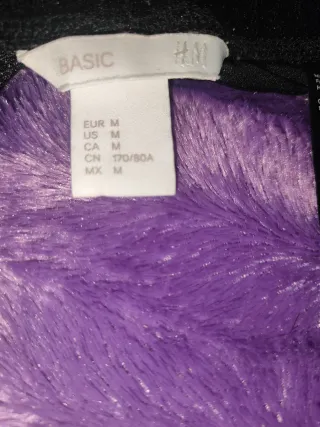 BASIC H&M
EUR M
US M
CA M
CN 170/80A
MX M